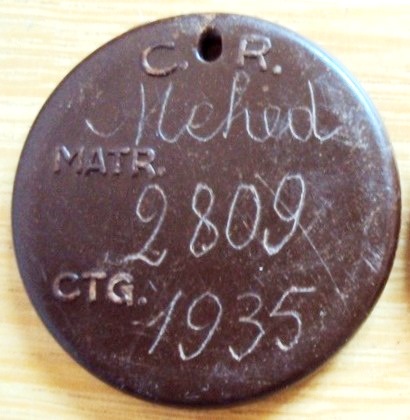 C. R.
Mehed
MATR.
2809
CTG.
1935